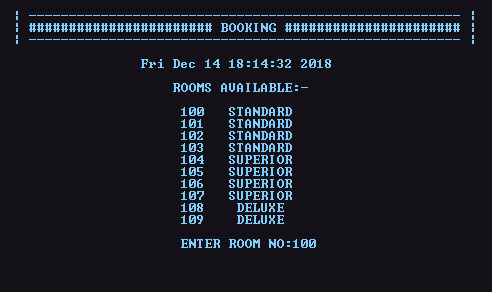 ¦ ------------------------------------------------------ ¦
¦ ####################### BOOKING ###################### ¦
¦ ------------------------------------------------------ ¦
Fri Dec 14 18:14:32 2018
ROOMS AVAILABLE:-
100 STANDARD
101 STANDARD
102 STANDARD
103 STANDARD
104 SUPERIOR
105 SUPERIOR
106 SUPERIOR
107 SUPERIOR
108 DELUXE
109 DELUXE
ENTER ROOM NO:100